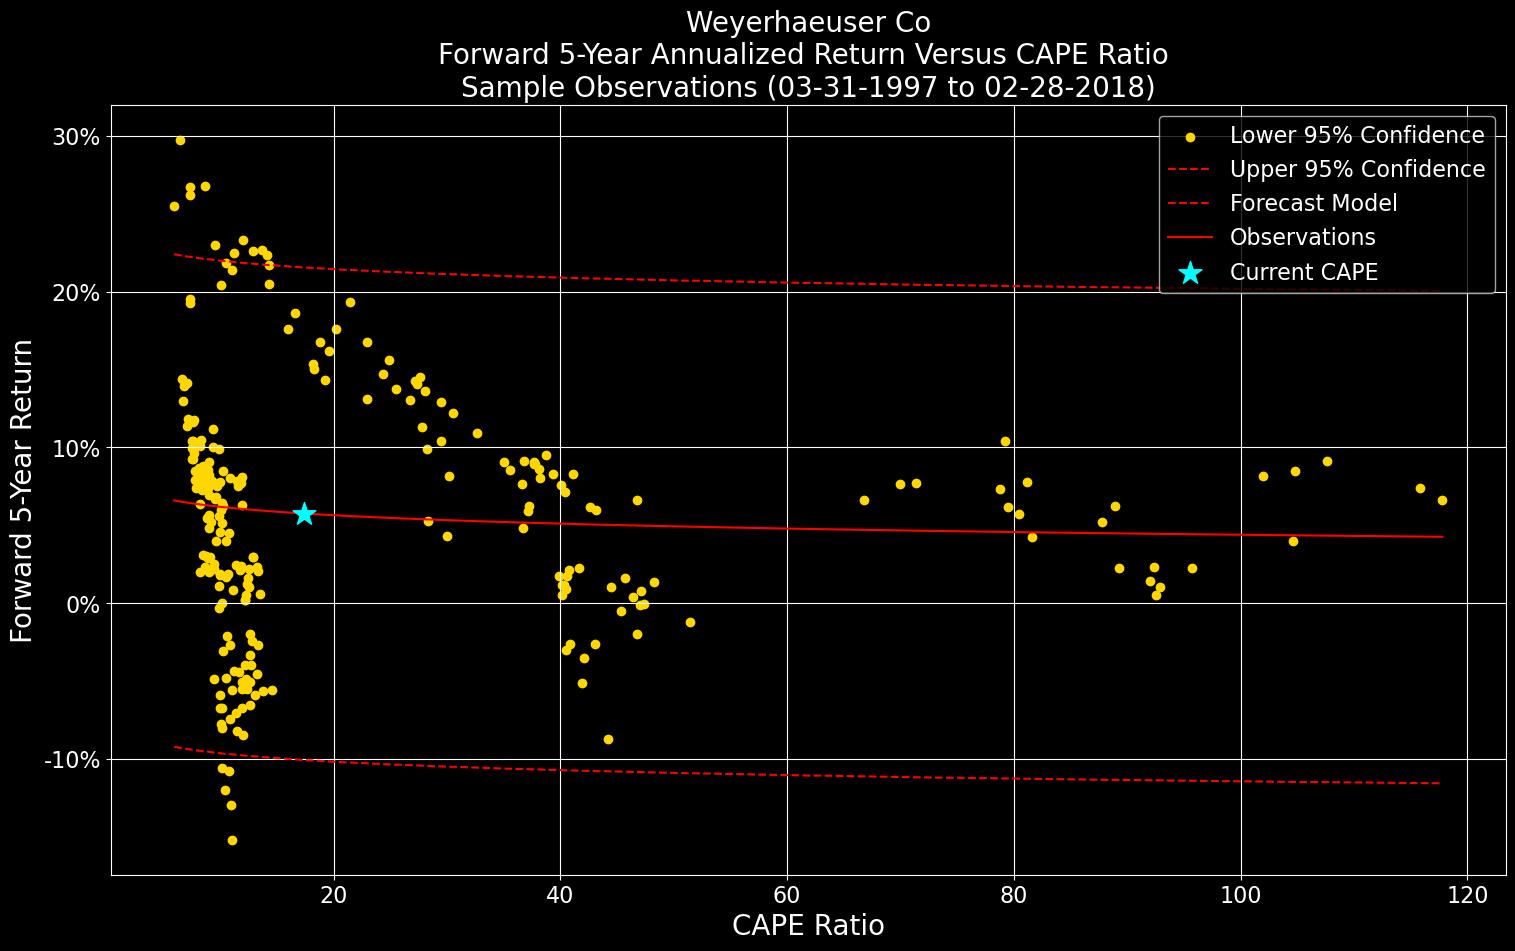 Weyerhaeuser Co
Forward 5-Year Annualized Return Versus CAPE Ratio
Sample Observations (03-31-1997 to 02-28-2018)
Lower 95% Confidence
Upper 95% Confidence
Forecast Model
Observations
Current CAPE
Forward 5-Year Return
30%
20%
10%
0%
-10%
20
40
60
80
100
120
CAPE Ratio